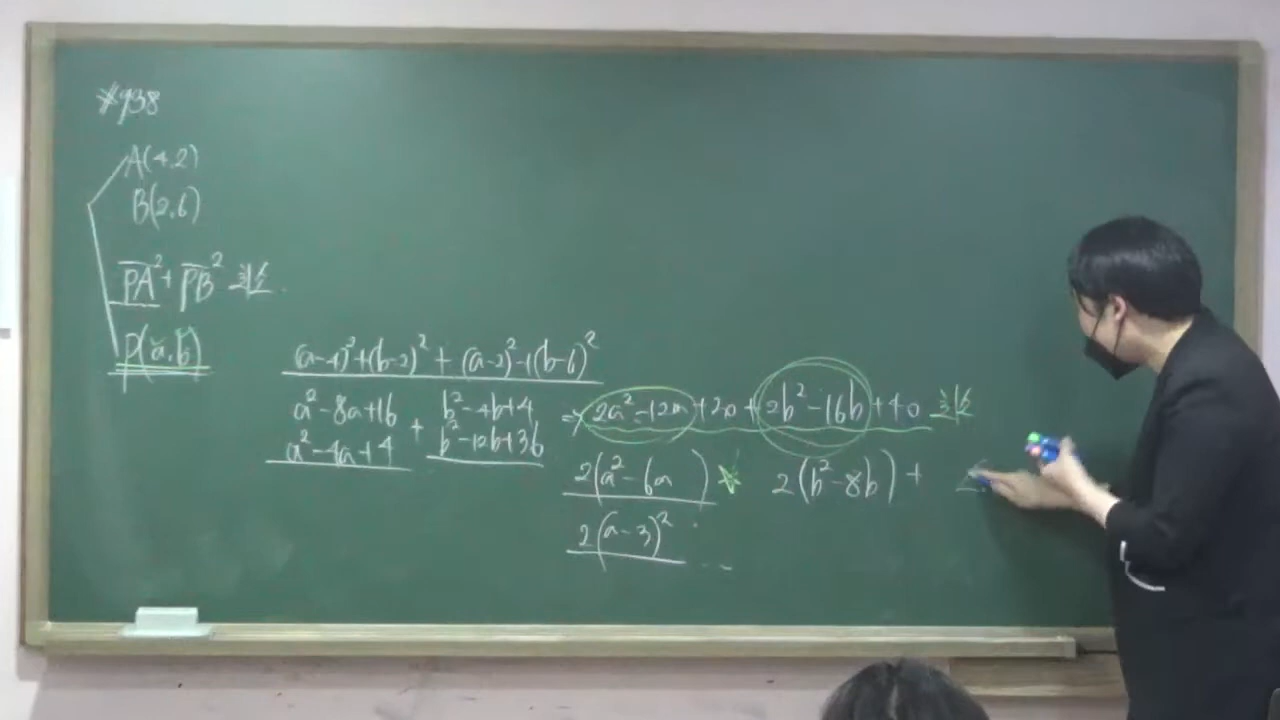 *938
A(4,2)
B(2,6)
PA² + PB² 최소
P(a,b)
(a-4)²+(b-2)² + (a-2)²+(b-6)²
a²-8a+16 + b²-4b+4
a²-4a+4 b²-12b+36
⇒ 2a²-12a+20+2b²-16b+40 최소
2(a²-6a ) 2(b²-8b)+
2(a-3)² ...